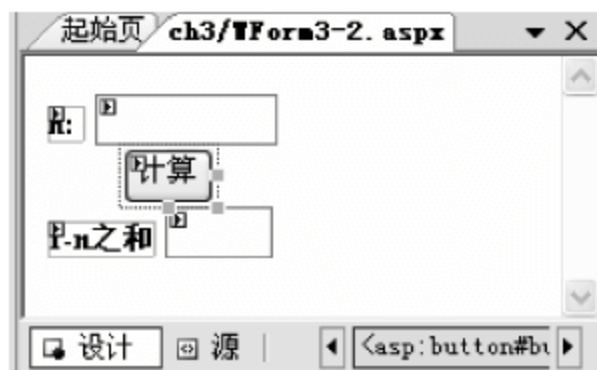 起始页 ch3/WForm3-2.aspx
n:
计算
1-n之和
设计 源 <asp:button#bu